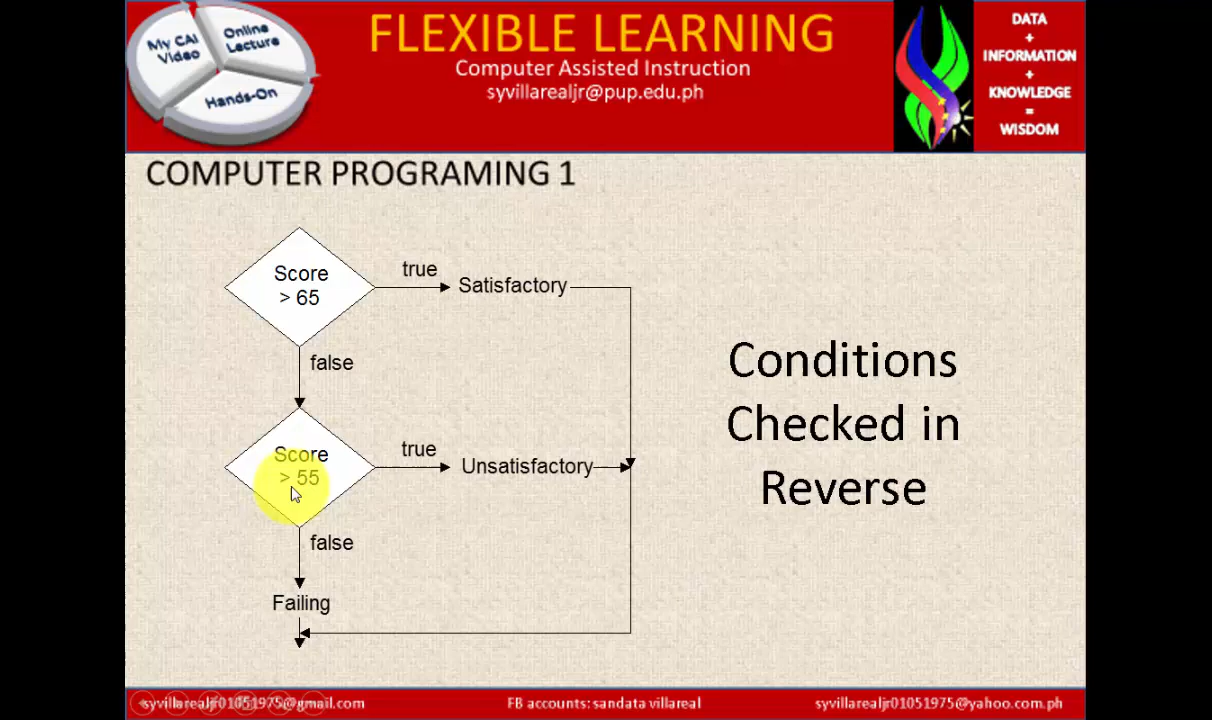 My CAI
Video
Online
Lecture
Hands-On
FLEXIBLE LEARNING
Computer Assisted Instruction
syvillarealjr@pup.edu.ph
DATA
+
INFORMATION
+
KNOWLEDGE
=
WISDOM
COMPUTER PROGRAMING 1
Score
> 65
true
Satisfactory
false
Score
> 55
true
Unsatisfactory
false
Failing
Conditions
Checked in
Reverse
syvillarealjr01051975@gmail.com
FB accounts: sandata villareal
syvillarealjr01051975@yahoo.com.ph